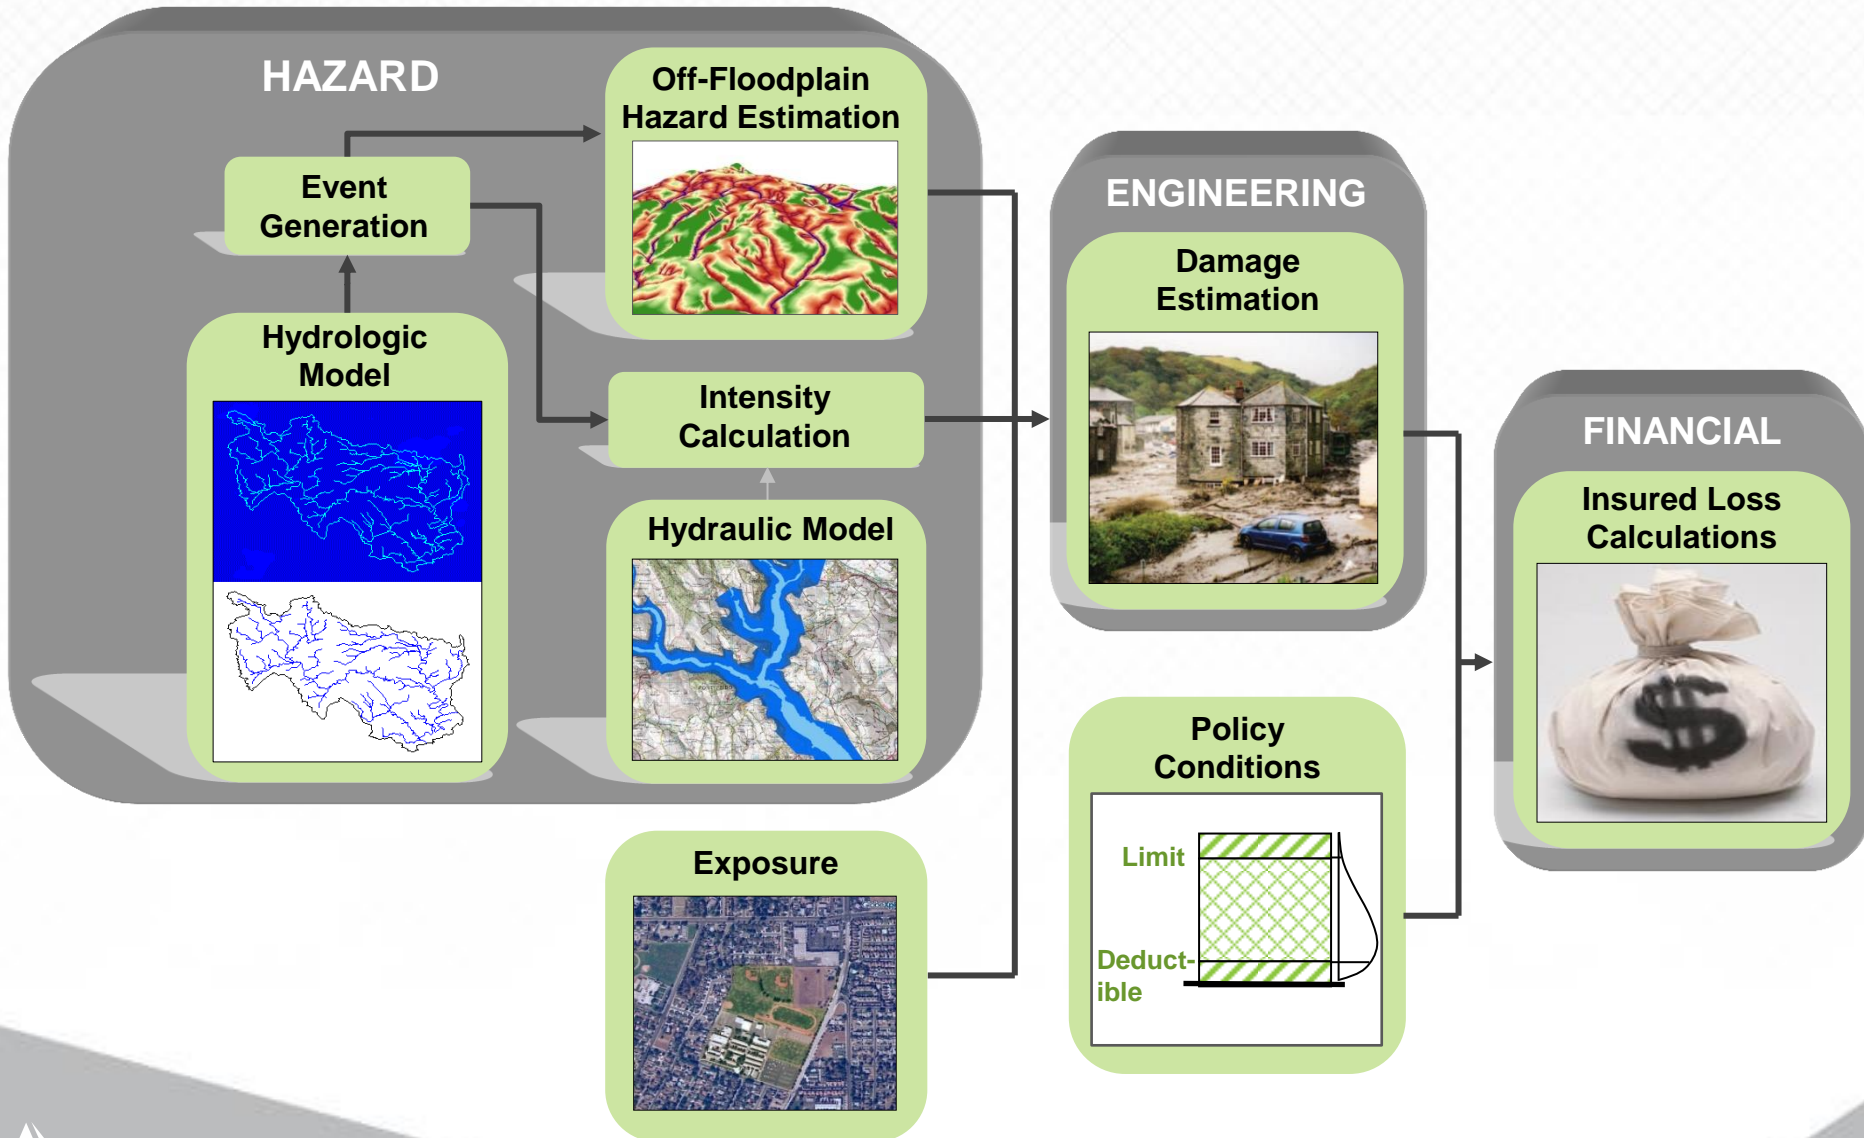 HAZARD
Off-Floodplain
Hazard Estimation
Event
Generation
Hydrologic
Model
Intensity
Calculation
Hydraulic Model
Exposure
ENGINEERING
Damage
Estimation
Policy
Conditions
Limit
Deduct-
ible
FINANCIAL
Insured Loss
Calculations
$